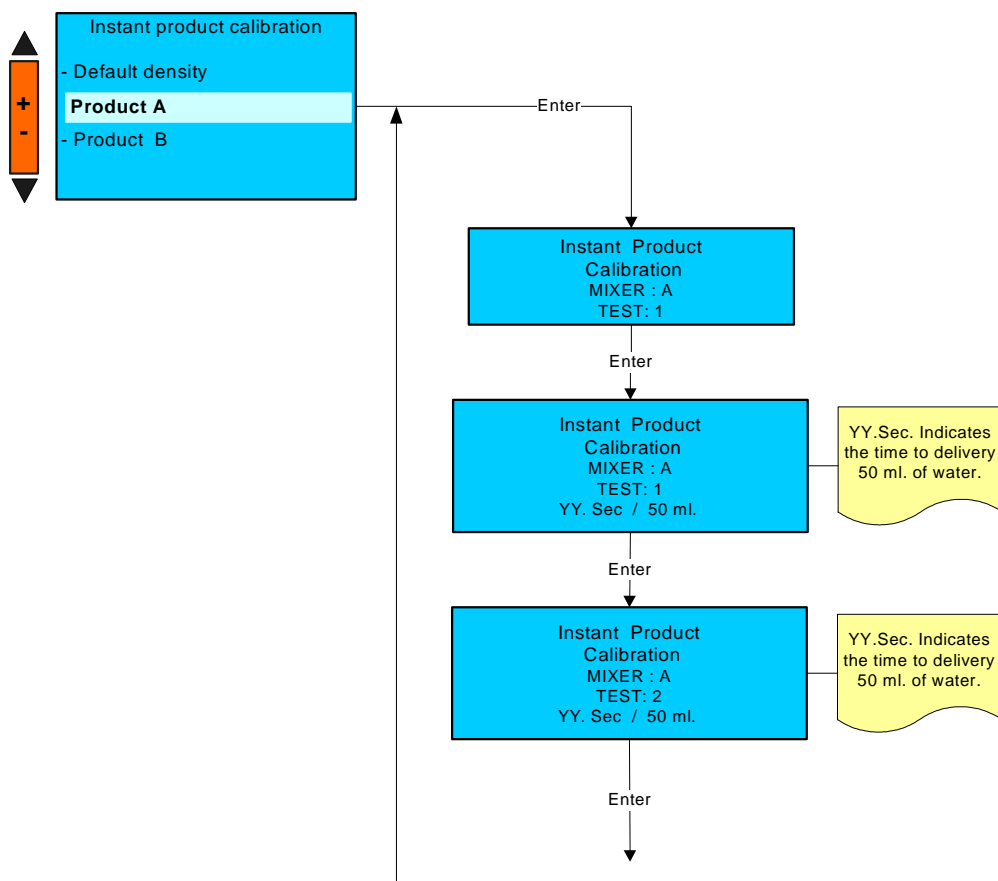 Instant product calibration
- Default density
Product A
- Product B
+
-
Enter
Instant Product
Calibration
MIXER : A
TEST: 1
Enter
Instant Product
Calibration
MIXER : A
TEST: 1
YY. Sec / 50 ml.
YY.Sec. Indicates
the time to delivery
50 ml. of water.
Enter
Instant Product
Calibration
MIXER : A
TEST: 2
YY. Sec / 50 ml.
YY.Sec. Indicates
the time to delivery
50 ml. of water.
Enter